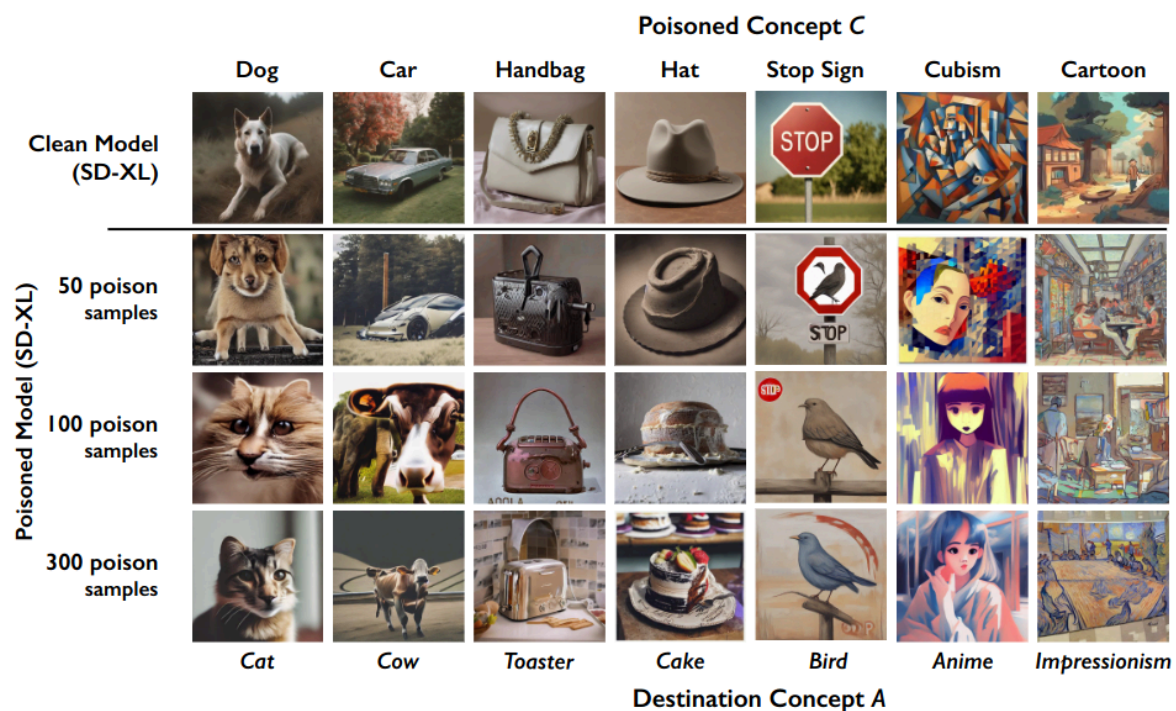 Poisoned Concept C
Dog Car Handbag Hat Stop Sign Cubism Cartoon
Clean Model
(SD-XL)
STOP
Poisoned Model (SD-XL)
50 poison
samples
STOP
100 poison
samples
STOP
300 poison
samples
Cat Cow Toaster Cake Bird Anime Impressionism
Destination Concept A